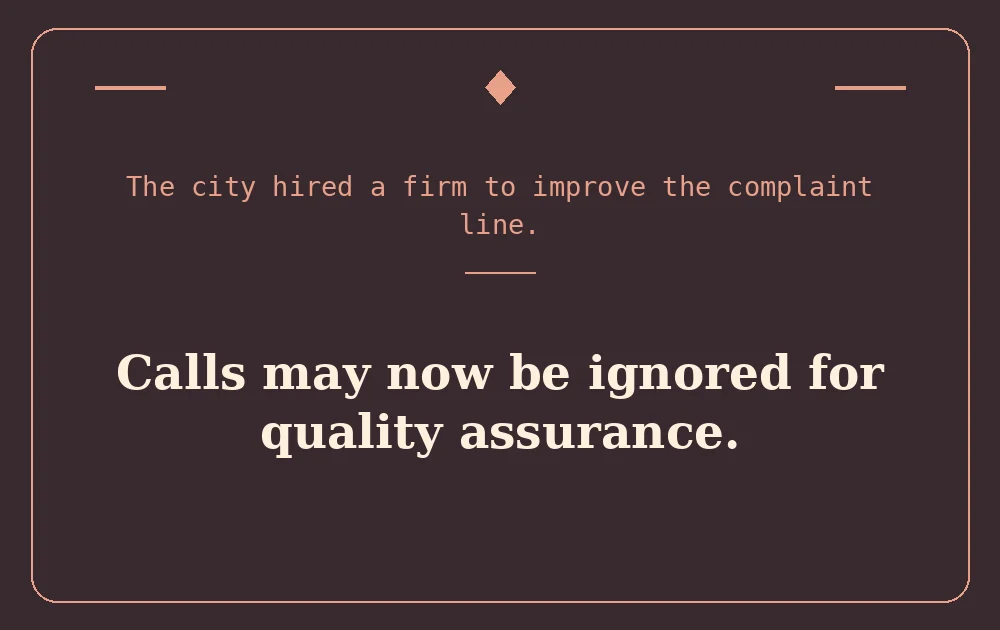 The city hired a firm to improve the complaint
line.
Calls may now be ignored for
quality assurance.